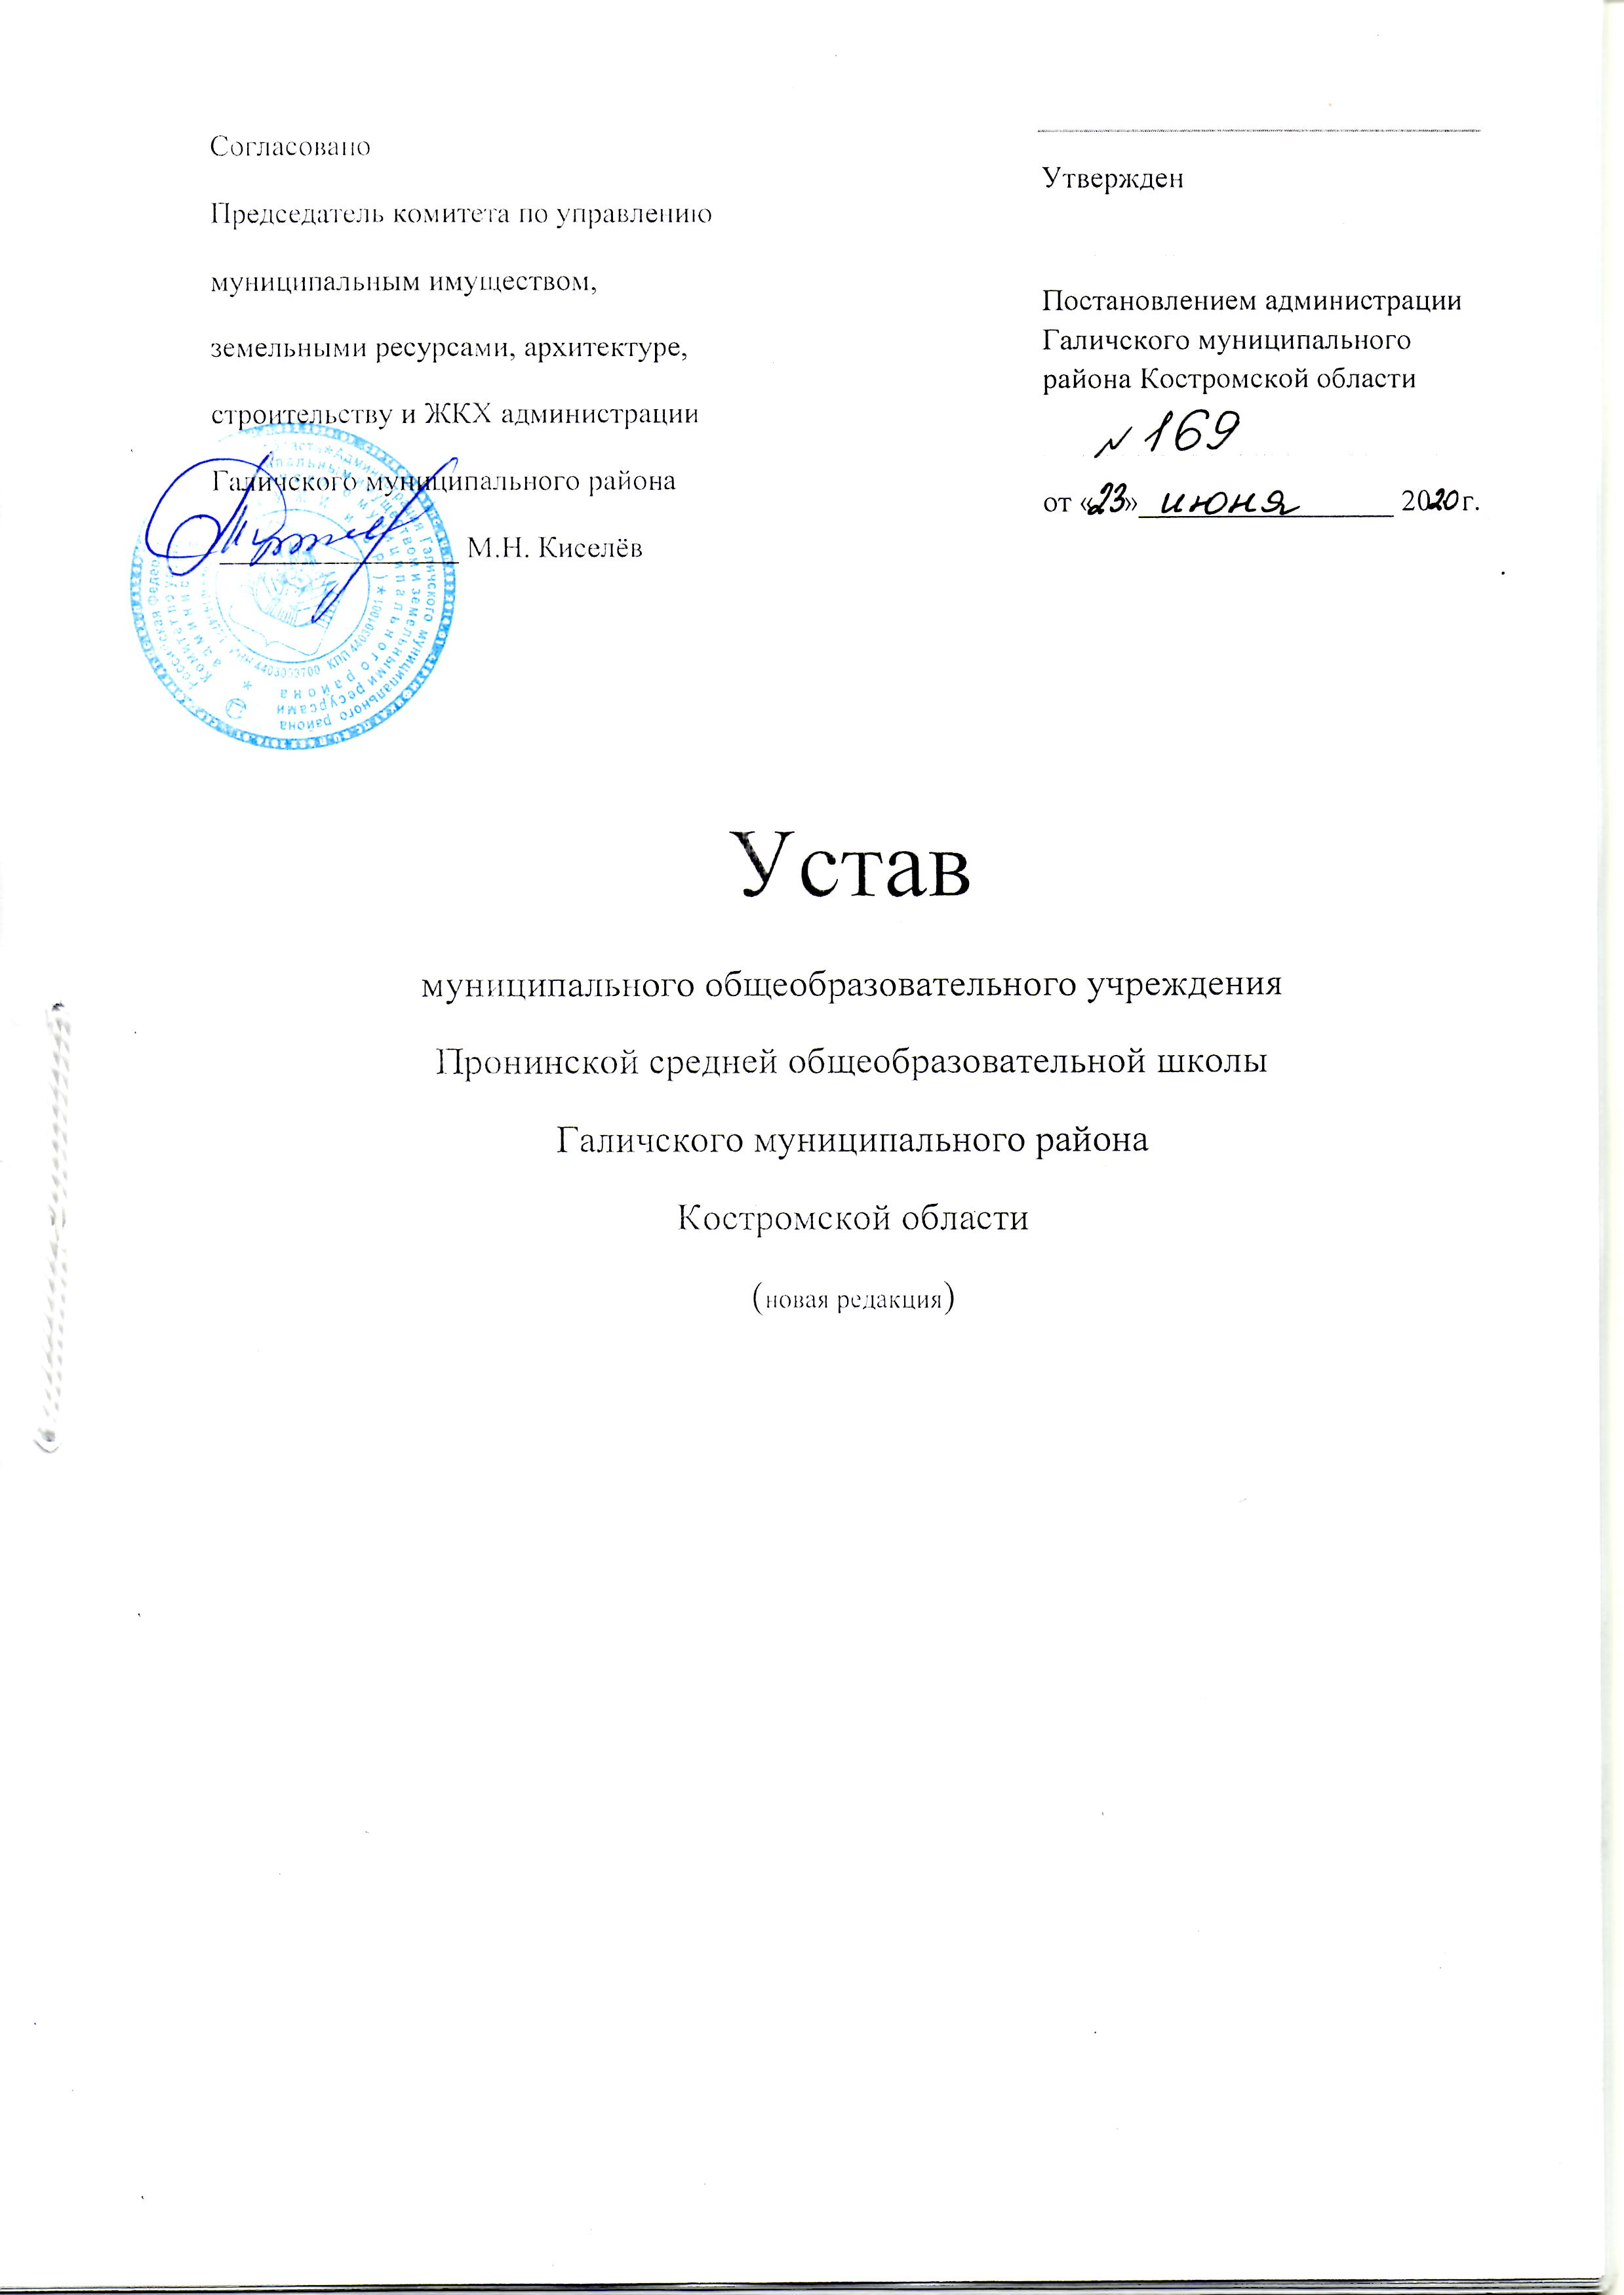 Согласовано
Председатель комитета по управлению
муниципальным имуществом,
земельными ресурсами, архитектуре,
строительству и ЖКХ администрации
Галичского муниципального района
М.Н. Киселёв
Утвержден
Постановлением администрации
Галичского муниципального
района Костромской области
№ 169
от «23» июня 2020 г.
Устав
муниципального общеобразовательного учреждения
Пронинской средней общеобразовательной школы
Галичского муниципального района
Костромской области
(новая редакция)